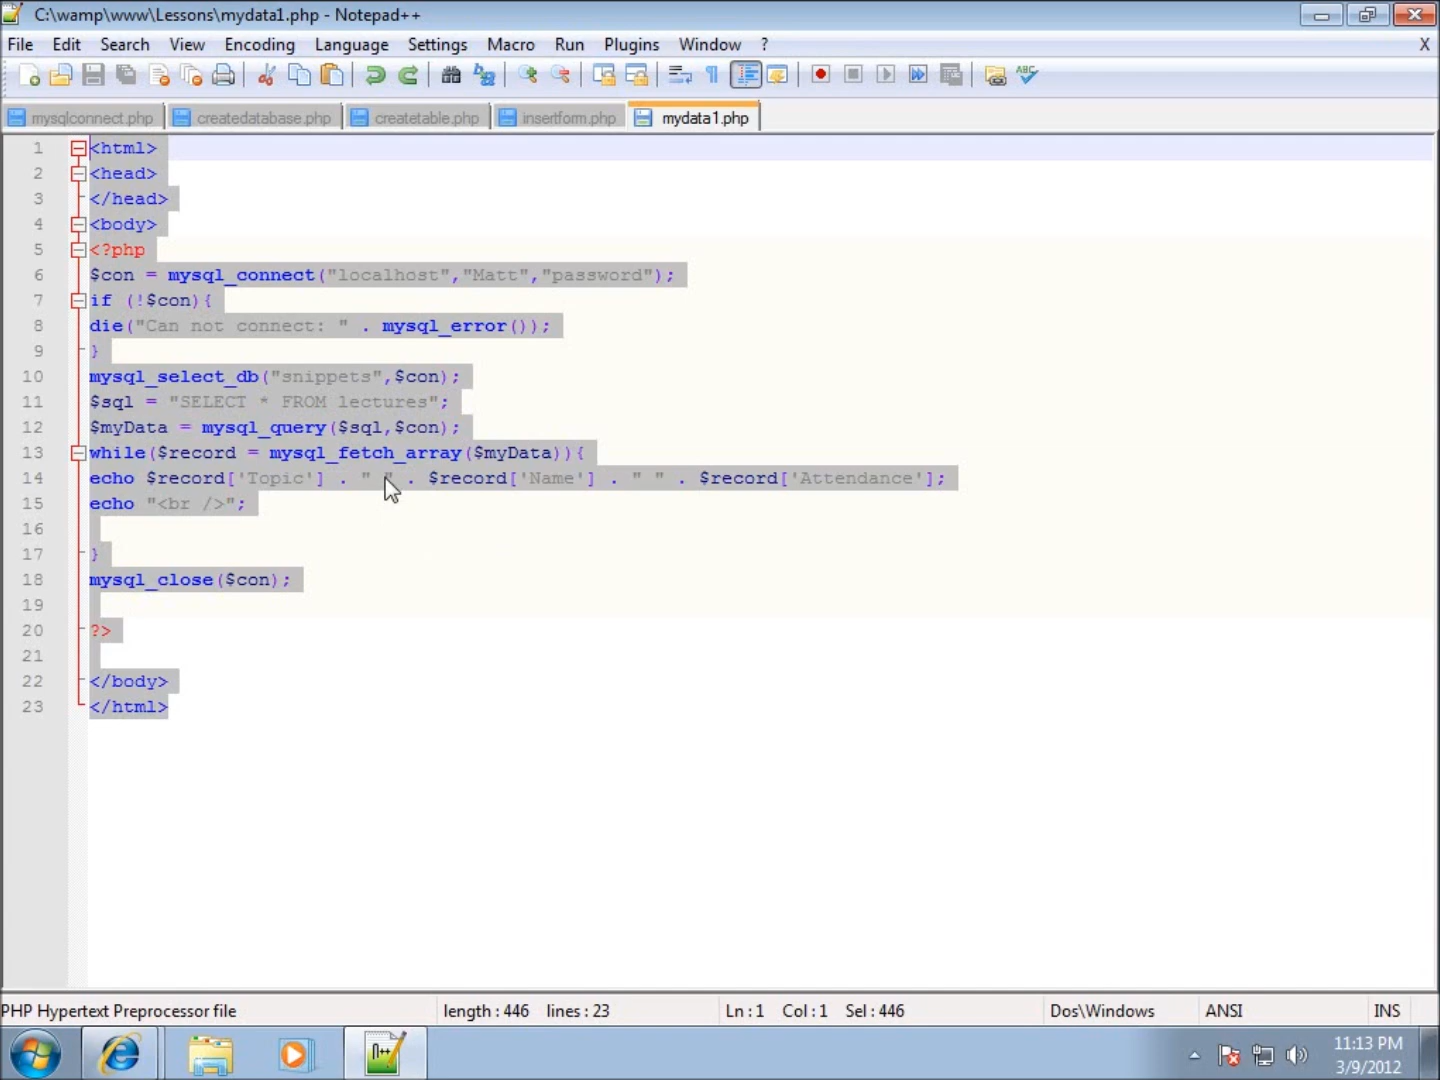 C:\wamp\www\Lessons\mydata1.php - Notepad++
File Edit Search View Encoding Language Settings Macro Run Plugins Window ? X
mysqlconnect.php createdatabase.php createtable.php insertform.php mydata1.php
1 <html>
2 <head>
3 </head>
4 <body>
5 <?php
6 $con = mysql_connect("localhost","Matt","password");
7 if (!$con){
8 die("Can not connect: " . mysql_error());
9 }
10 mysql_select_db("snippets",$con);
11 $sql = "SELECT * FROM lectures";
12 $myData = mysql_query($sql,$con);
13 while($record = mysql_fetch_array($myData)){
14 echo $record['Topic'] . " " . $record['Name'] . " " . $record['Attendance'];
15 echo "<br />";
16
17 }
18 mysql_close($con);
19
20 ?>
21
22 </body>
23 </html>
PHP Hypertext Preprocessor file length : 446 lines : 23 Ln : 1 Col : 1 Sel : 446 Dos\Windows ANSI INS
11:13 PM
3/9/2012